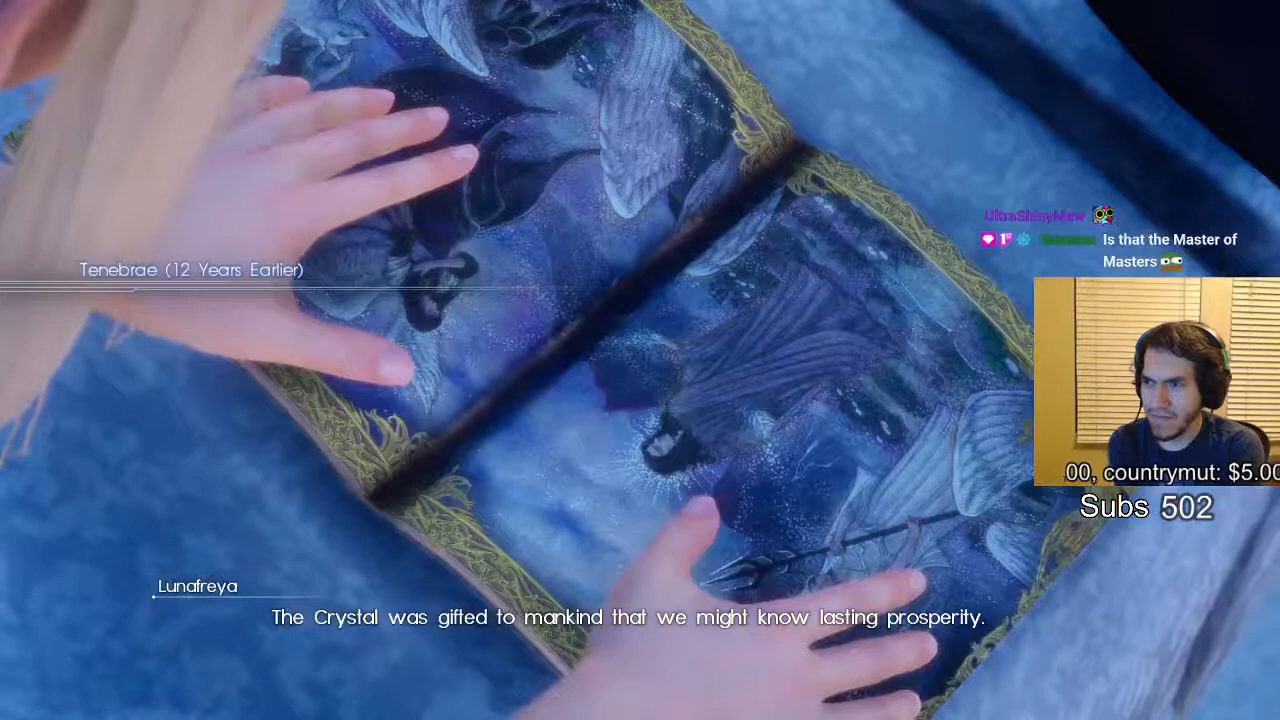 UltraShinyMew
Is that the Master of
Masters
Tenebrae (12 Years Earlier)
00, countrymut: $5.00
Subs 502
Lunafreya
The Crystal was gifted to mankind that we might know lasting prosperity.